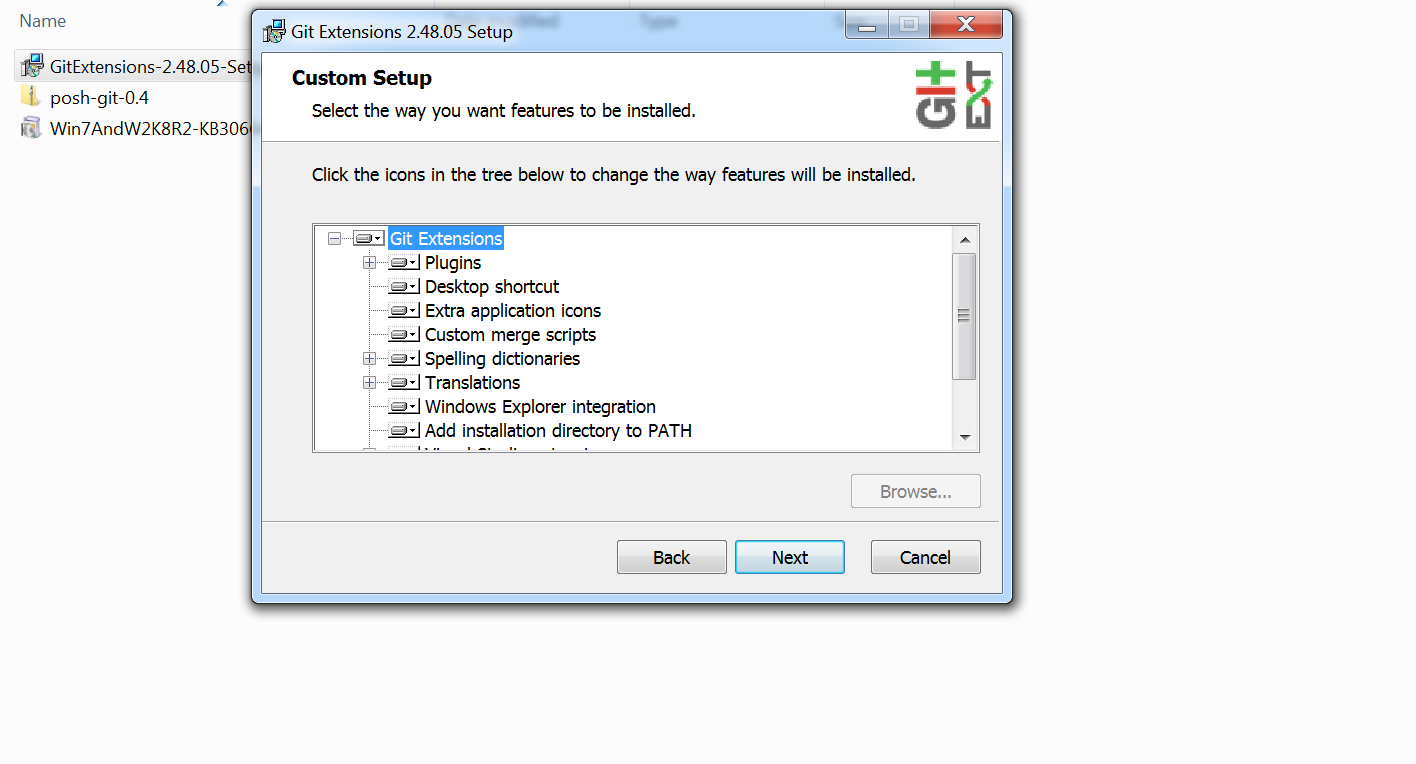 Name
GitExtensions-2.48.05-Set
posh-git-0.4
Win7AndW2K8R2-KB306
Git Extensions 2.48.05 Setup
Custom Setup
Select the way you want features to be installed.
Git
EXT
Click the icons in the tree below to change the way features will be installed.
Git Extensions
Plugins
Desktop shortcut
Extra application icons
Custom merge scripts
Spelling dictionaries
Translations
Windows Explorer integration
Add installation directory to PATH
Browse...
Back
Next
Cancel